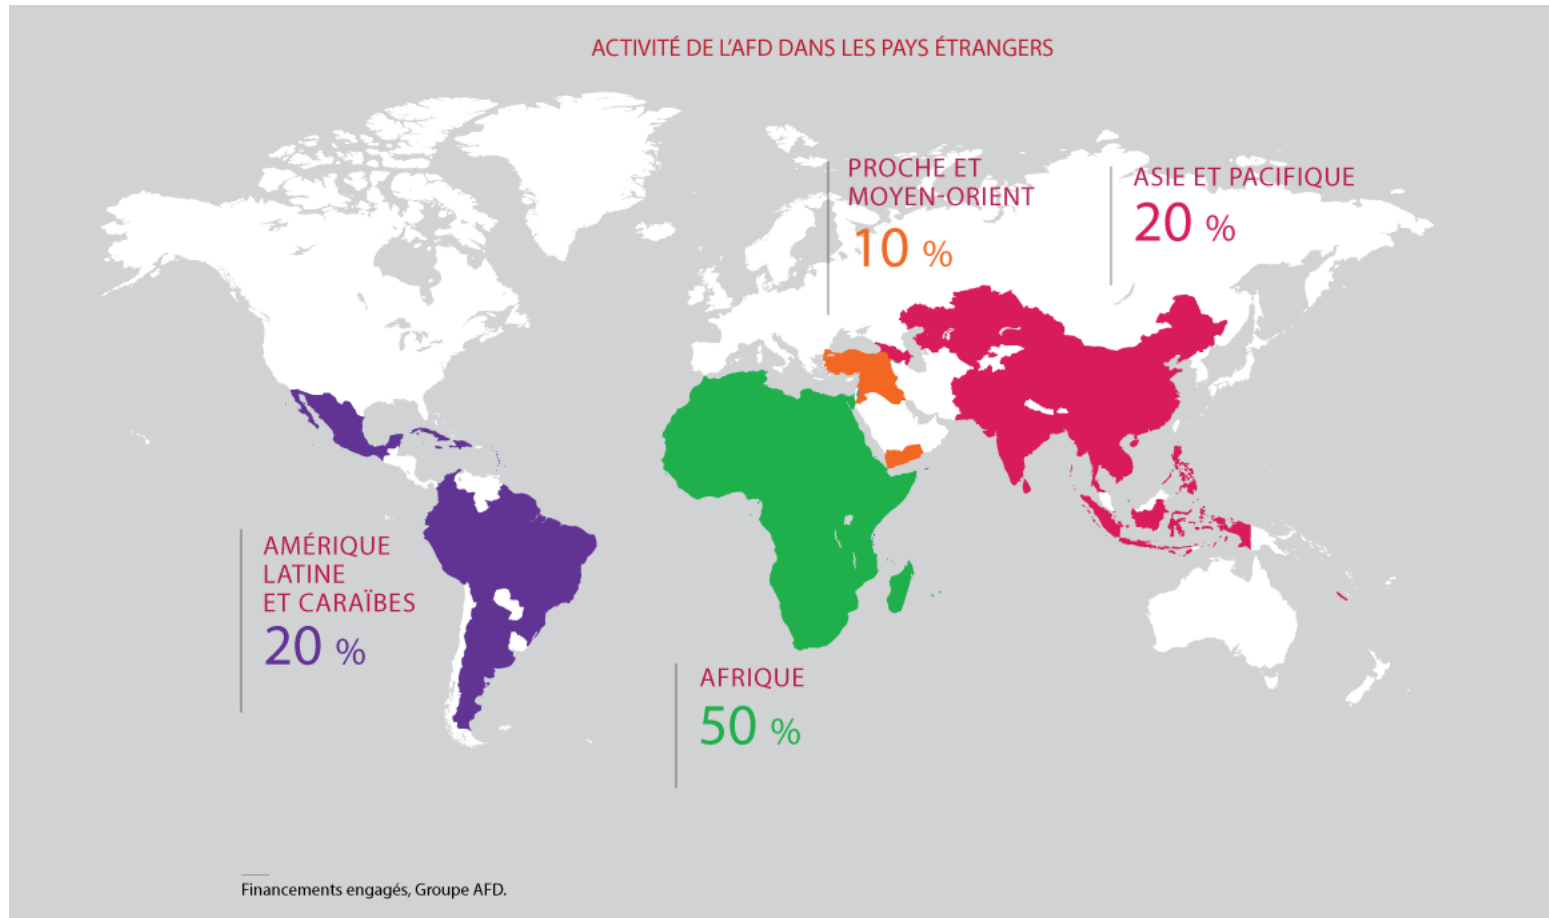 ACTIVITÉ DE L'AFD DANS LES PAYS ÉTRANGERS
PROCHE ET
MOYEN-ORIENT
10 %
ASIE ET PACIFIQUE
20 %
AMÉRIQUE
LATINE
ET CARAÏBES
20 %
AFRIQUE
50 %
Financements engagés, Groupe AFD.